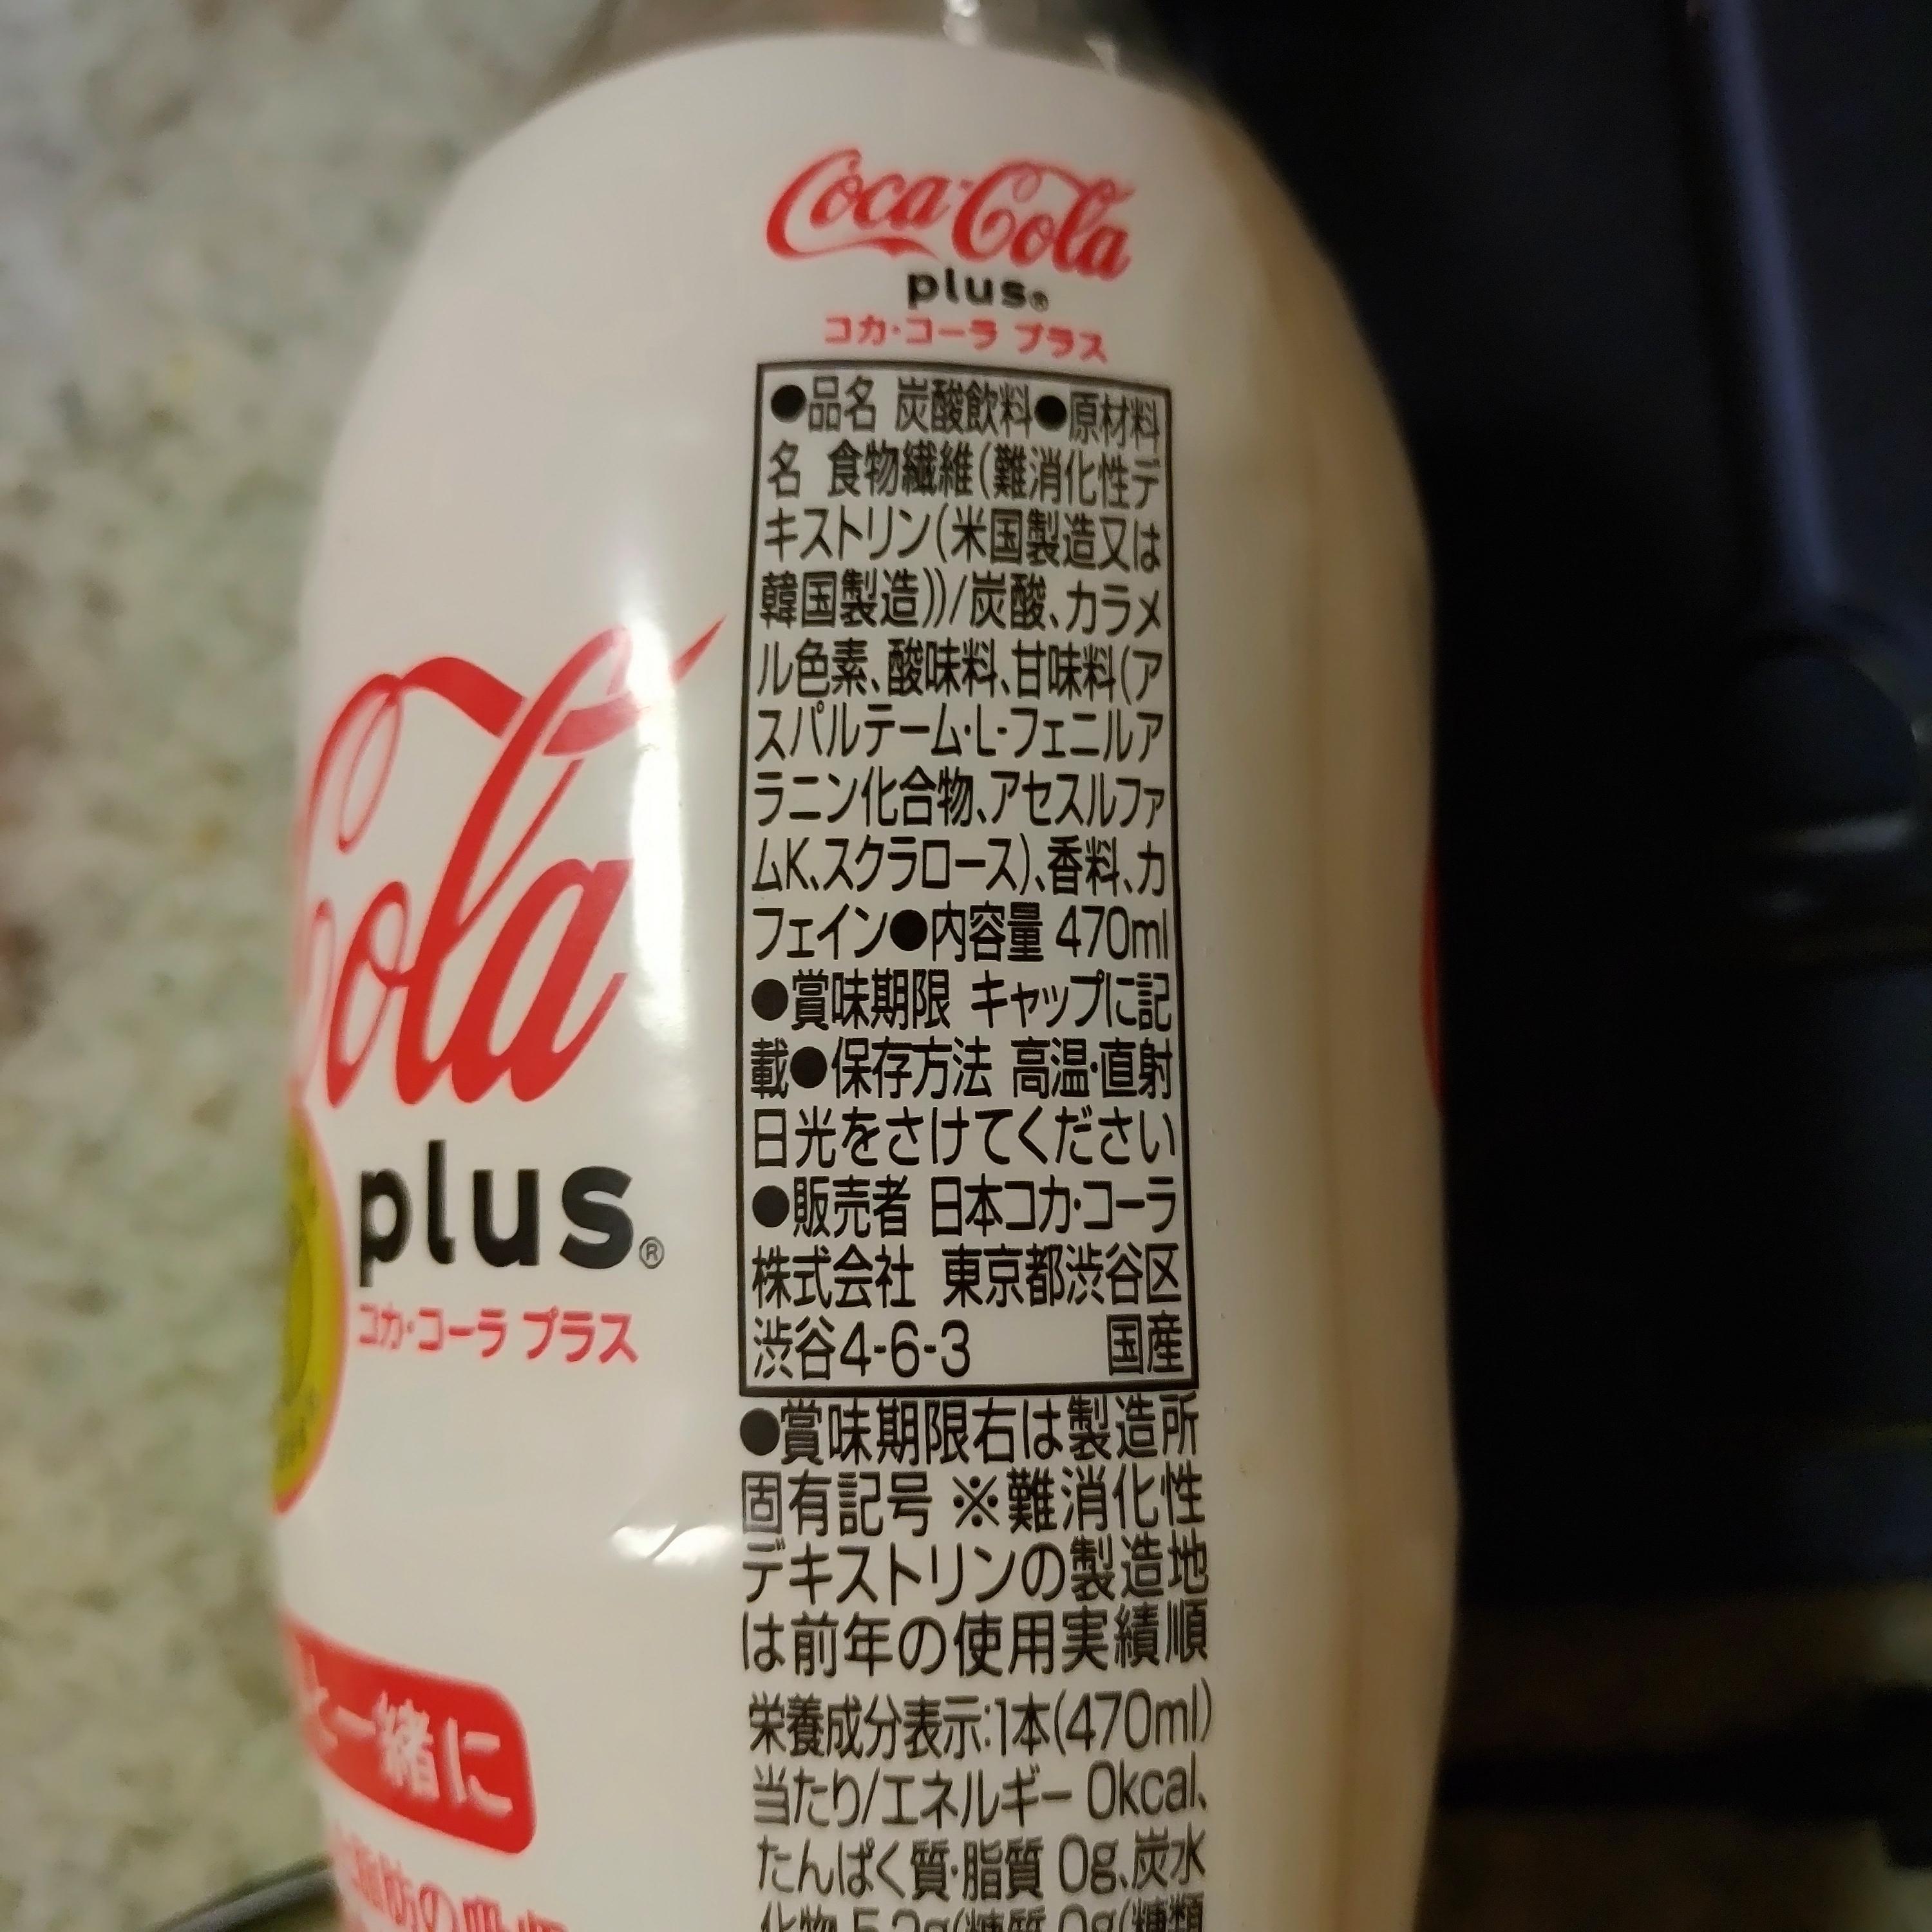 Coca-Cola
plus®
コカ・コーラ プラス
●品名 炭酸飲料●原材料
名 食物繊維(難消化性デ
キストリン(米国製造又は
韓国製造))/炭酸、カラメ
ル色素、酸味料、甘味料(ア
スパルテーム・L-フェニルア
ラニン化合物、アセスルファ
ムK、スクラロース)、香料、カ
フェイン●内容量 470ml
●賞味期限 キャップに記
載●保存方法 高温・直射
日光をさけてください
●販売者 日本コカ・コーラ
株式会社 東京都渋谷区
渋谷4-6-3 国産
●賞味期限右は製造所
固有記号 ※難消化性
デキストリンの製造地
は前年の使用実績順
栄養成分表示:1本(470ml)
当たり/エネルギー 0kcal、
たんぱく質・脂質 0g、炭水
Cola
plus®
コカ・コーラ プラス
と一緒に